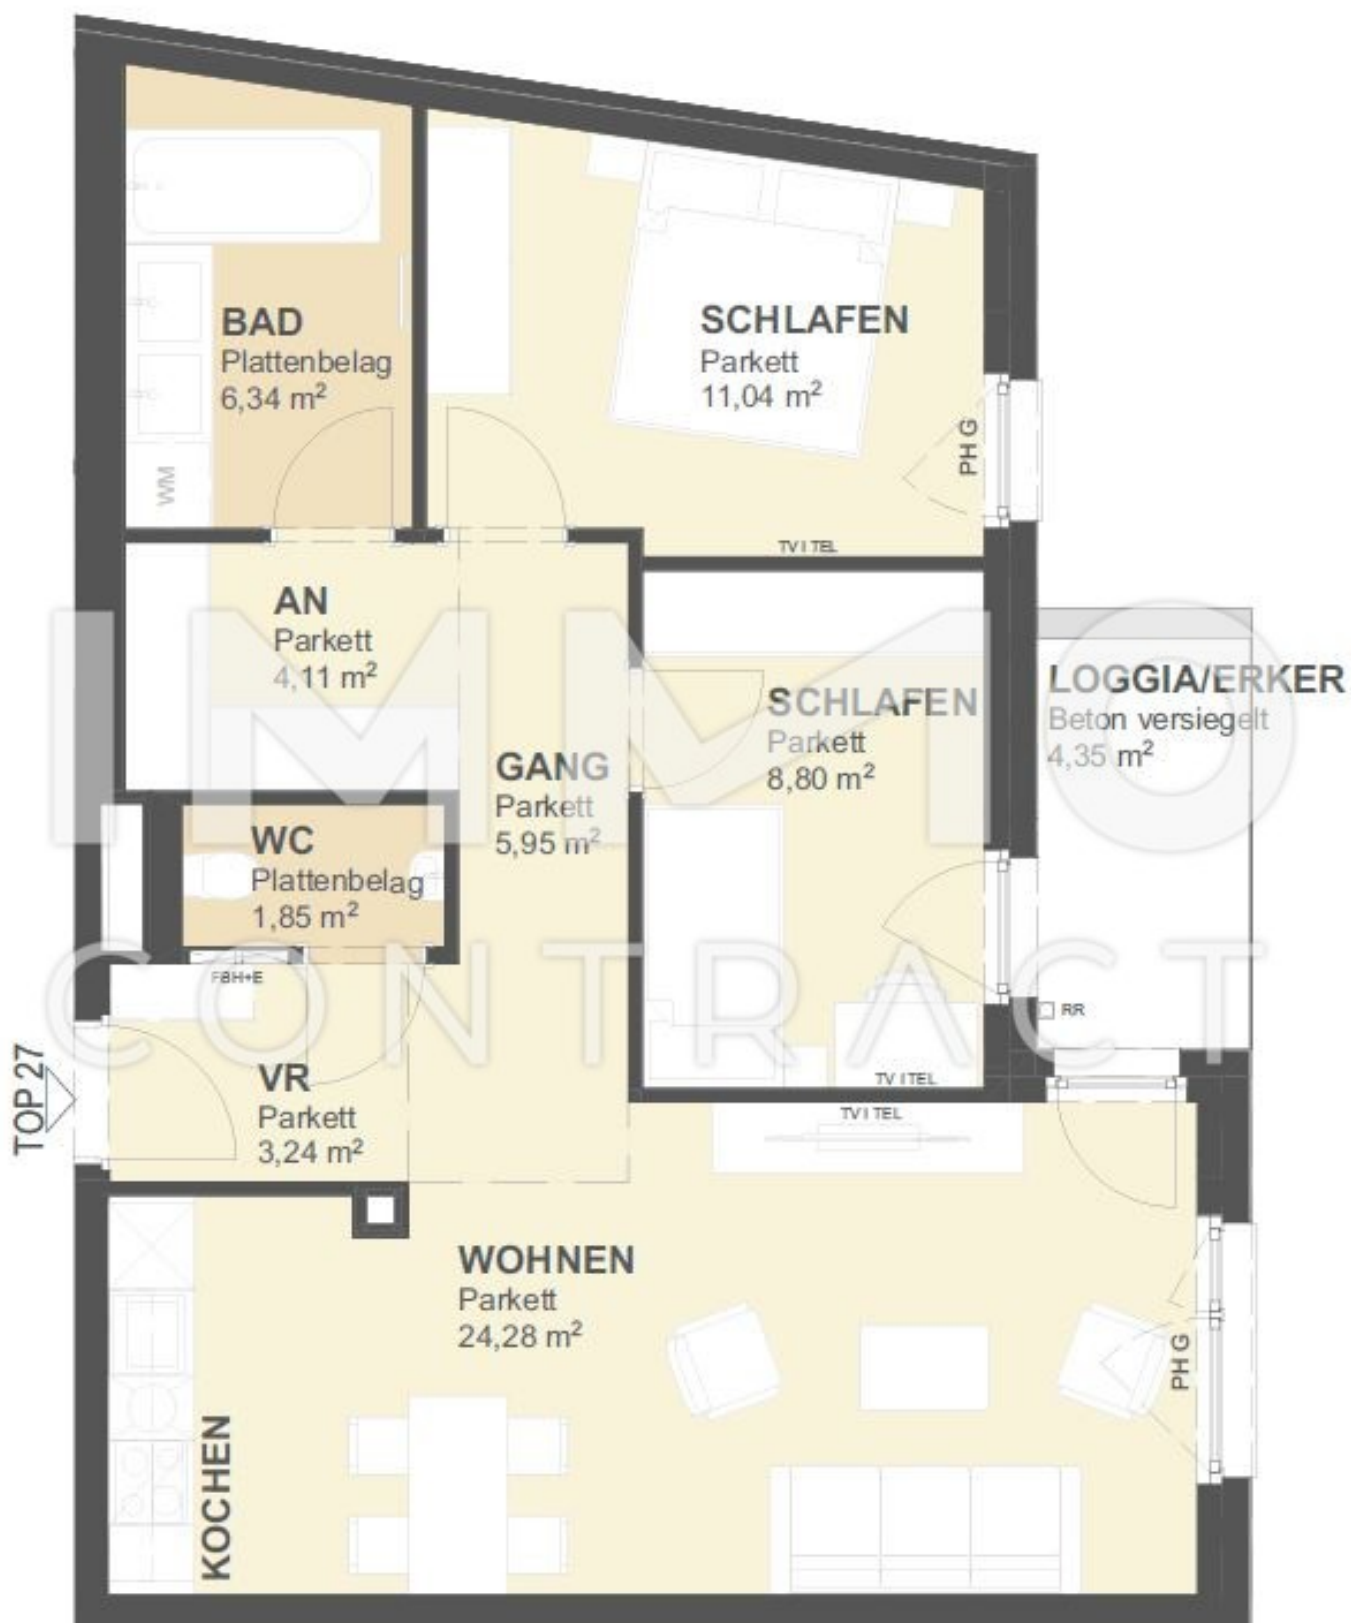 BAD
Plattenbelag
6,34 m²
SCHLAFEN
Parkett
11,04 m²
PH G
WM
TV I TEL
AN
Parkett
4,11 m²
SCHLAFEN
Parkett
8,80 m²
LOGGIA/ERKER
Beton versiegelt
4,35 m²
GANG
Parkett
5,95 m²
WC
Plattenbelag
1,85 m²
IMMO
CONTRACT
FBH+E
RR
TOP 27
VR
Parkett
3,24 m²
TV I TEL
TV I TEL
WOHNEN
Parkett
24,28 m²
PH G
KOCHEN